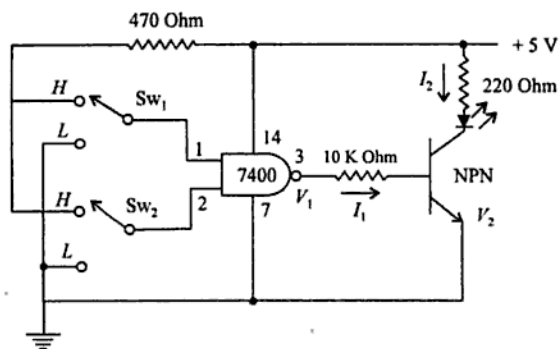 470 Ohm
+ 5 V
H
Sw1
I2
220 Ohm
L
14
1
3
10 K Ohm
7400
NPN
H
Sw2
2
7
V1
I1
V2
L